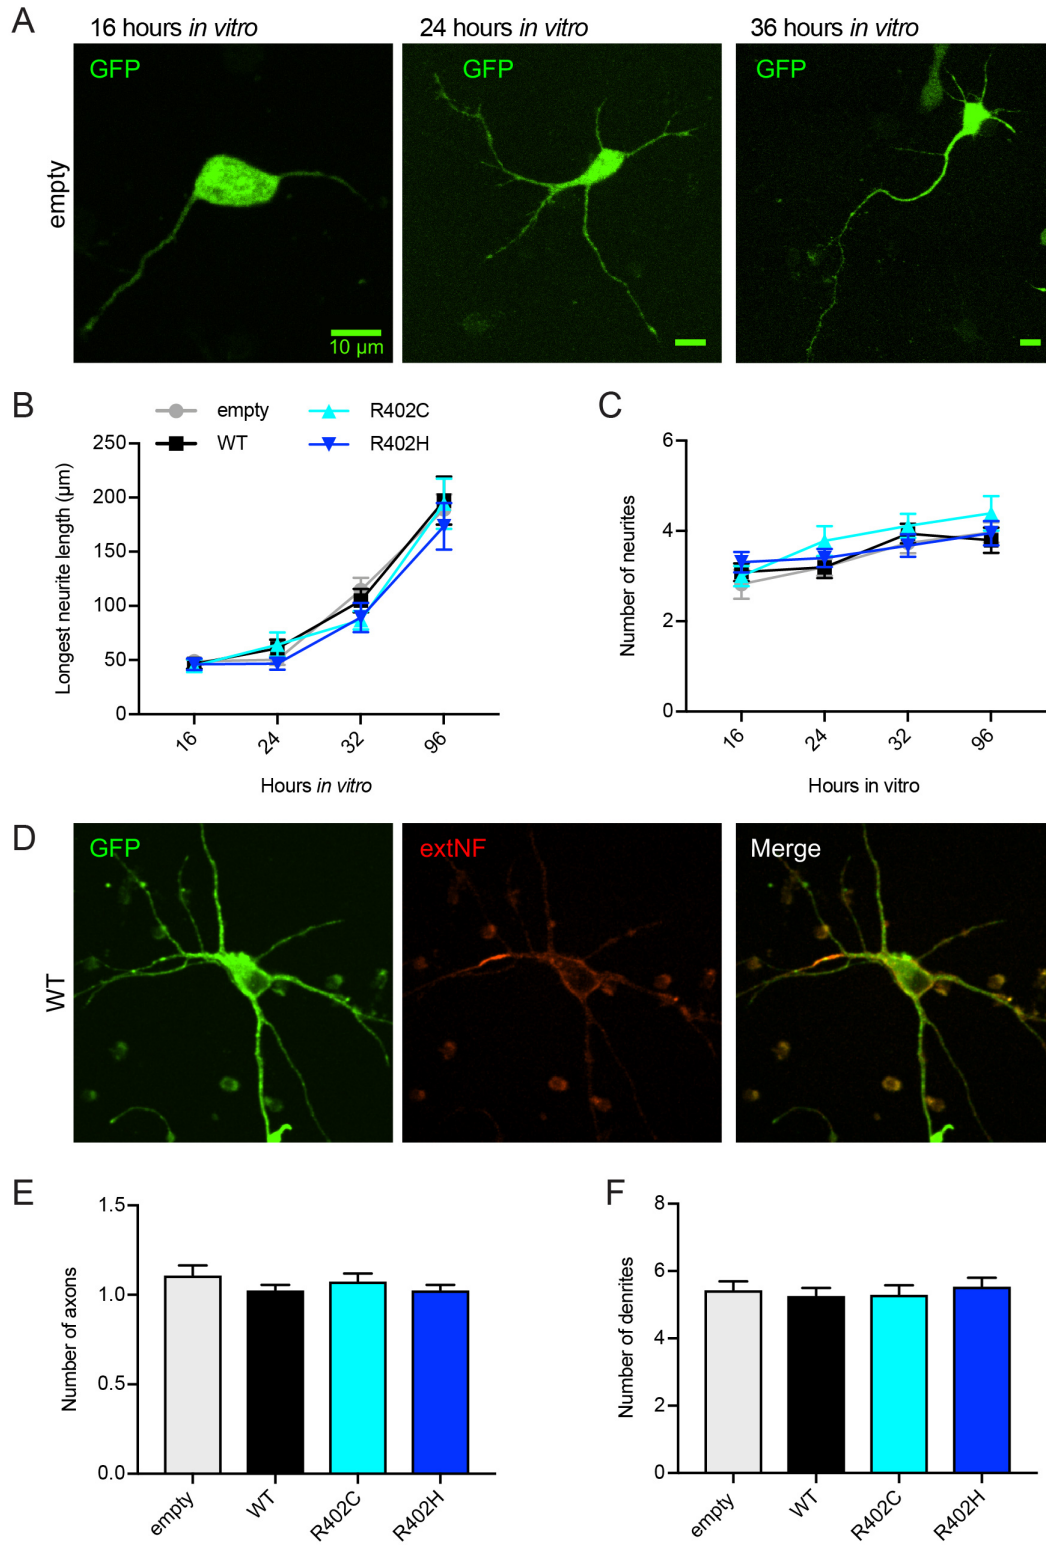 A
16 hours in vitro
24 hours in vitro
36 hours in vitro
empty
GFP
GFP
GFP
10 μm
B
empty
WT
R402C
R402H
Longest neurite length (μm)
250
200
150
100
50
0
16
24
32
96
Hours in vitro
C
Number of neurites
6
4
2
0
16
24
32
96
Hours in vitro
D
WT
GFP
extNF
Merge
E
Number of axons
1.5
1.0
0.5
0.0
empty
WT
R402C
R402H
F
Number of denrites
8
6
4
2
0
empty
WT
R402C
R402H